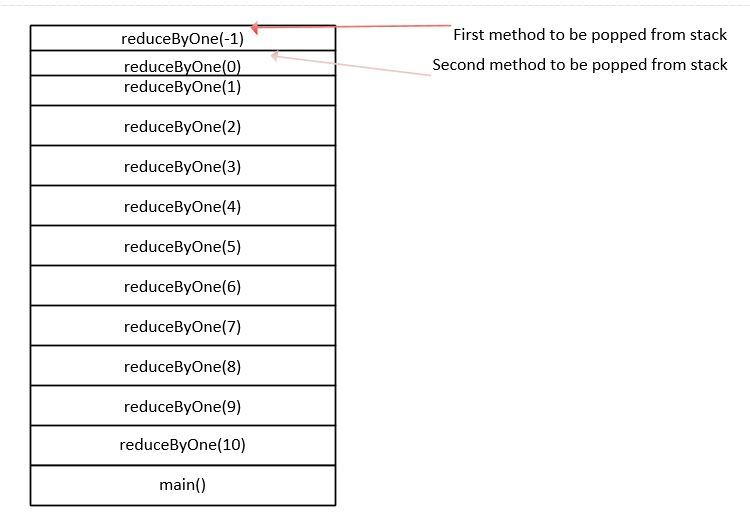 reduceByOne(-1)
First method to be popped from stack
reduceByOne(0)
Second method to be popped from stack
reduceByOne(1)
reduceByOne(2)
reduceByOne(3)
reduceByOne(4)
reduceByOne(5)
reduceByOne(6)
reduceByOne(7)
reduceByOne(8)
reduceByOne(9)
reduceByOne(10)
main()